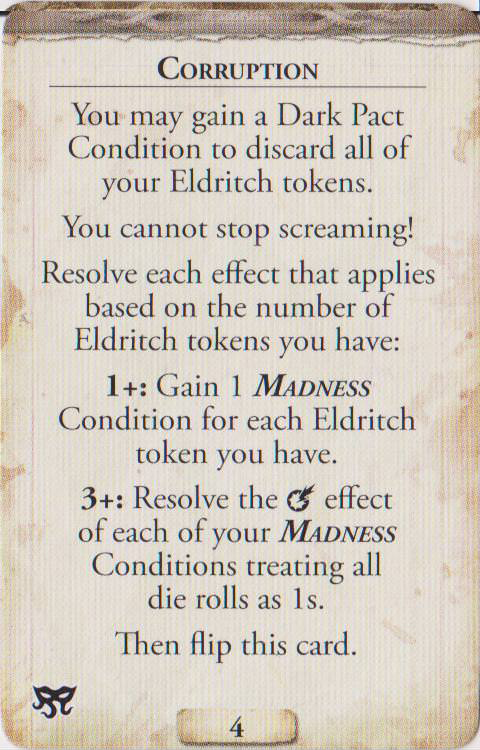 CORRUPTION
You may gain a Dark Pact
Condition to discard all of
your Eldritch tokens.
You cannot stop screaming!
Resolve each effect that applies
based on the number of
Eldritch tokens you have:
1+: Gain 1 MADNESS
Condition for each Eldritch
token you have.
3+: Resolve the effect
of each of your MADNESS
Conditions treating all
die rolls as 1s.
Then flip this card.
4